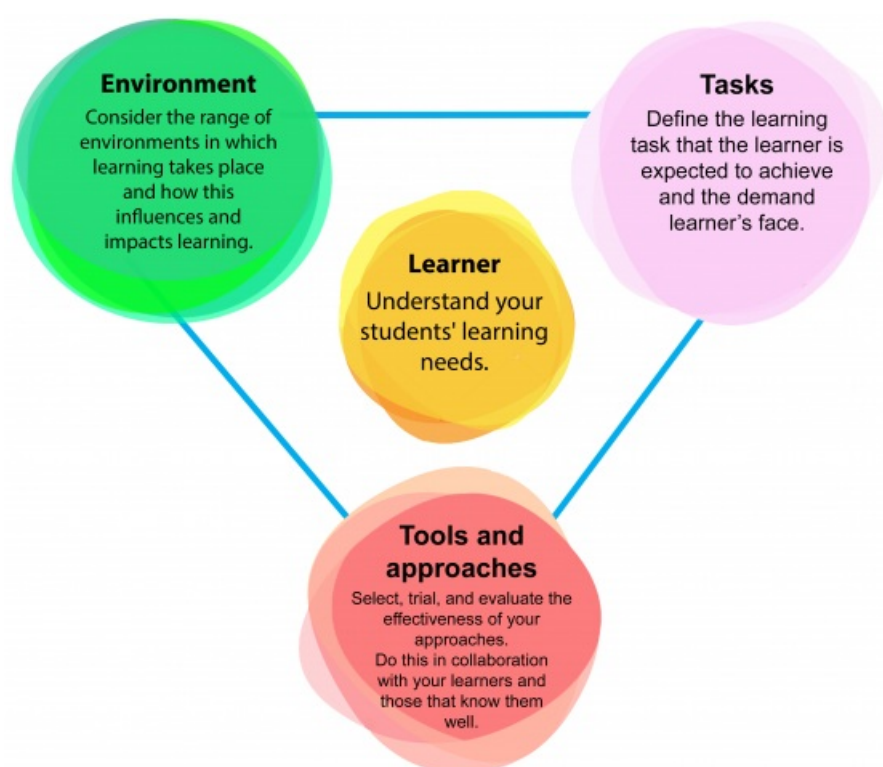 Environment
Consider the range of
environments in which
learning takes place
and how this
influences and
impacts learning.
Tasks
Define the learning
task that the learner is
expected to achieve
and the demand
learner's face.
Learner
Understand your
students' learning
needs.
Tools and
approaches
Select, trial, and evaluate the
effectiveness of your
approaches.
Do this in collaboration
with your learners and
those that know them
well.